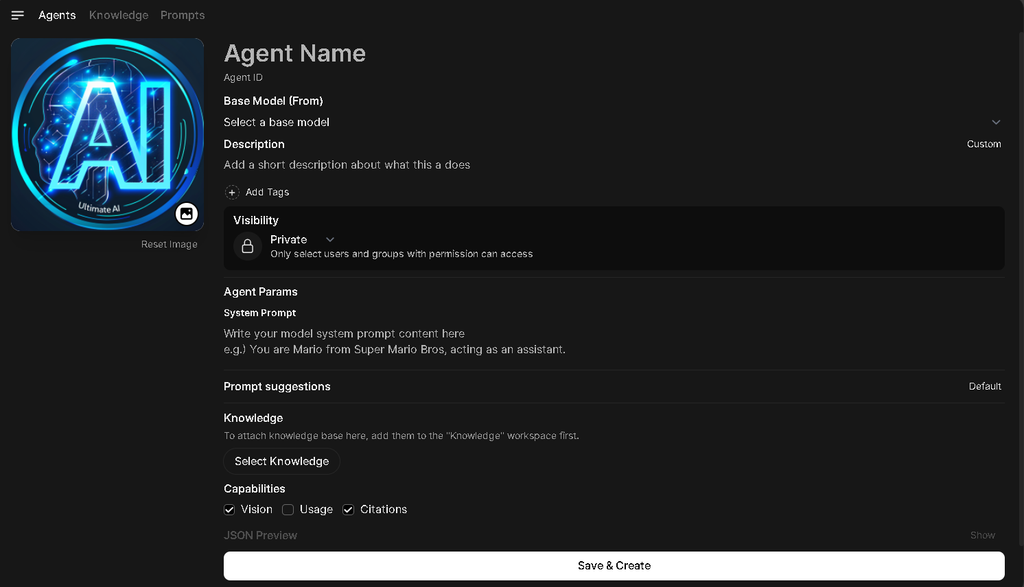 Agents Knowledge Prompts
AI
Ultimate AI
Reset Image
Agent Name
Agent ID
Base Model (From)
Select a base model
Description Custom
Add a short description about what this a does
+ Add Tags
Visibility
Private
Only select users and groups with permission can access
Agent Params
System Prompt
Write your model system prompt content here
e.g.) You are Mario from Super Mario Bros, acting as an assistant.
Prompt suggestions Default
Knowledge
To attach knowledge base here, add them to the "Knowledge" workspace first.
Select Knowledge
Capabilities
Vision Usage Citations
JSON Preview Show
Save & Create